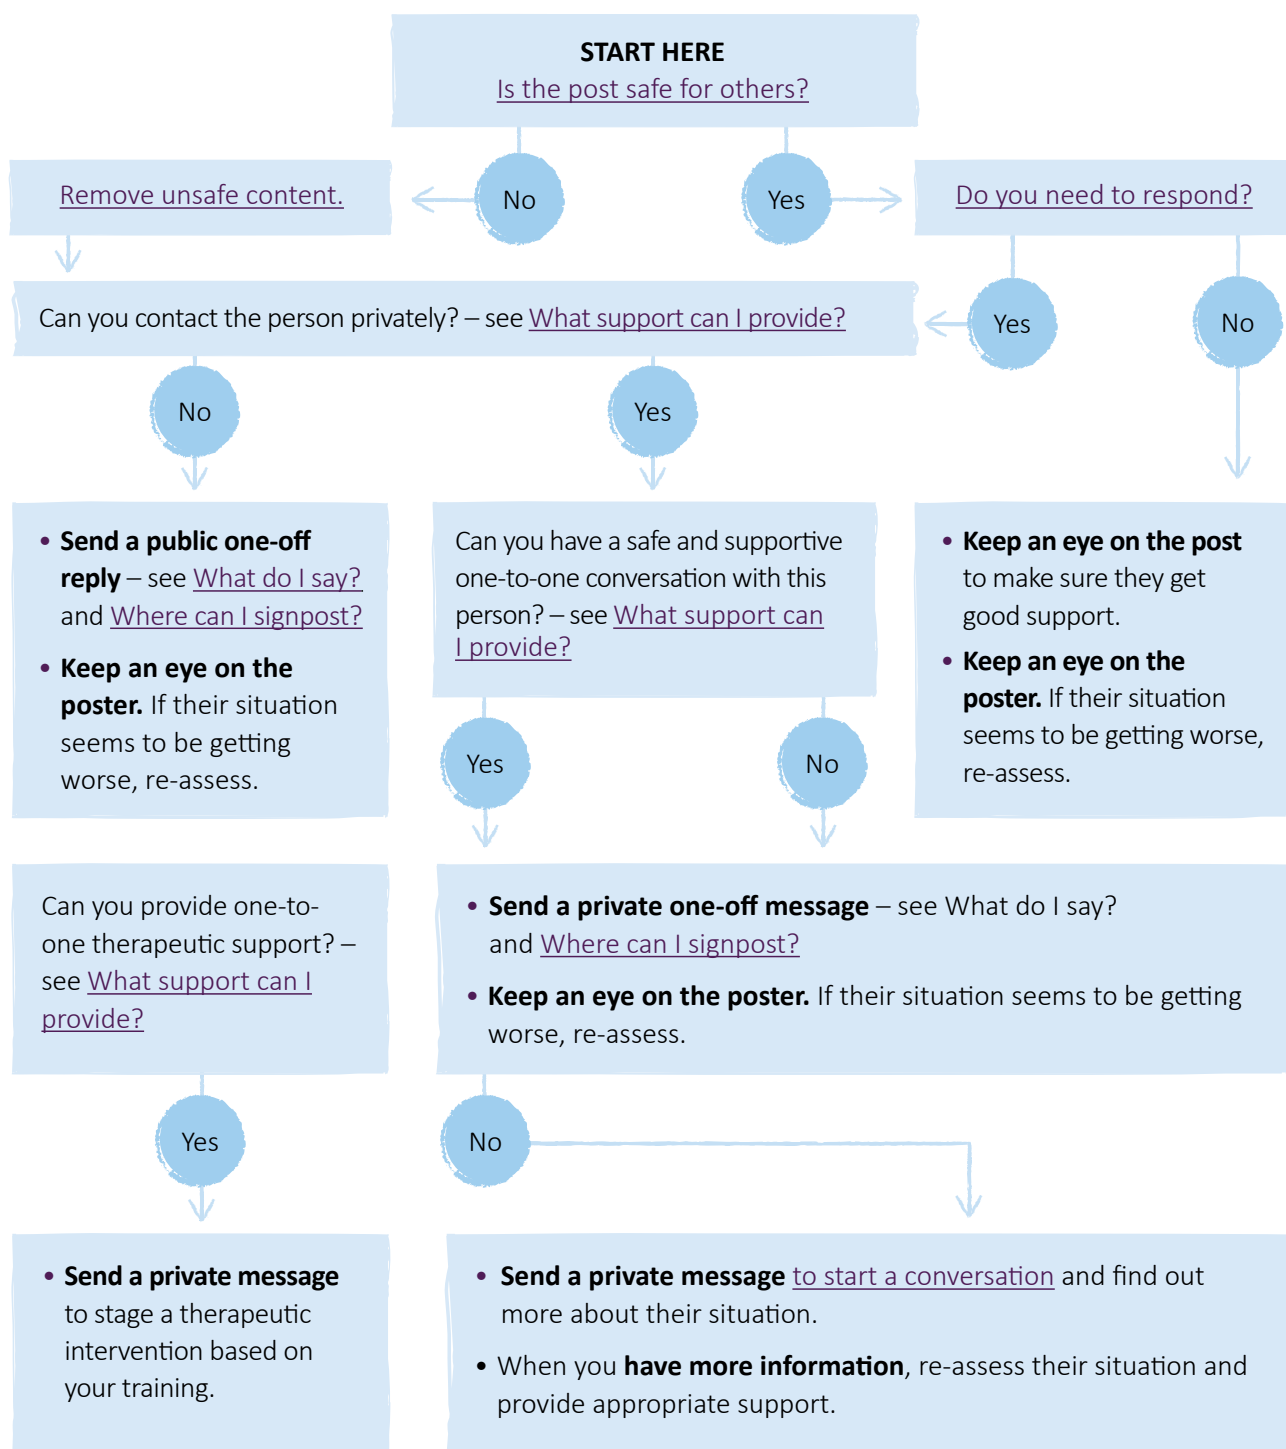 START HERE
Is the post safe for others?
No
Yes
Remove unsafe content.
Do you need to respond?
Can you contact the person privately? – see What support can I provide?
Yes
No
No
Yes
• Send a public one-off
reply – see What do I say?
and Where can I signpost?
• Keep an eye on the
poster. If their situation
seems to be getting
worse, re-assess.
Can you have a safe and supportive
one-to-one conversation with this
person? – see What support can
I provide?
• Keep an eye on the post
to make sure they get
good support.
• Keep an eye on the
poster. If their situation
seems to be getting worse,
re-assess.
Yes
No
Can you provide one-to-
one therapeutic support? –
see What support can I
provide?
• Send a private one-off message – see What do I say?
and Where can I signpost?
• Keep an eye on the poster. If their situation seems to be getting
worse, re-assess.
Yes
No
• Send a private message
to stage a therapeutic
intervention based on
your training.
• Send a private message to start a conversation and find out
more about their situation.
• When you have more information, re-assess their situation and
provide appropriate support.